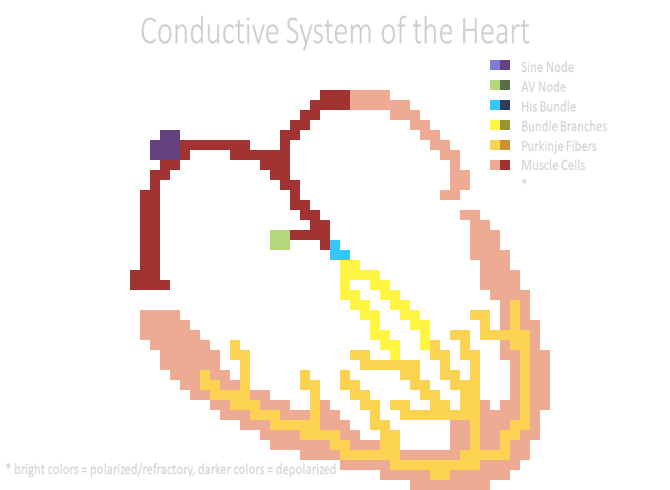 Conductive System of the Heart
Sine Node
AV Node
His Bundle
Bundle Branches
Purkinje Fibers
Muscle Cells
*
* bright colors = polarized/refractory, darker colors = depolarized